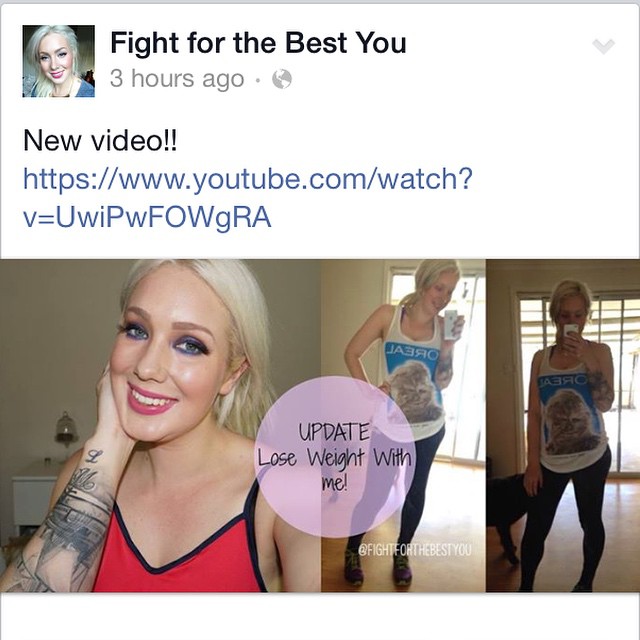 Fight for the Best You
3 hours ago ·
New video!!
https://www.youtube.com/watch?
v=UwiPwFOWgRA
UPDATE
Lose Weight With
me!
OREAL
OREAL
@FIGHTFORTHEBESTYOU